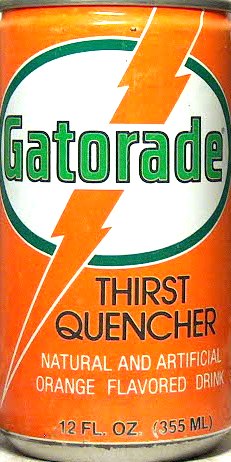 Gatorade
THIRST
QUENCHER
NATURAL AND ARTIFICIAL
ORANGE FLAVORED DRINK
12 FL. OZ. (355 ML)